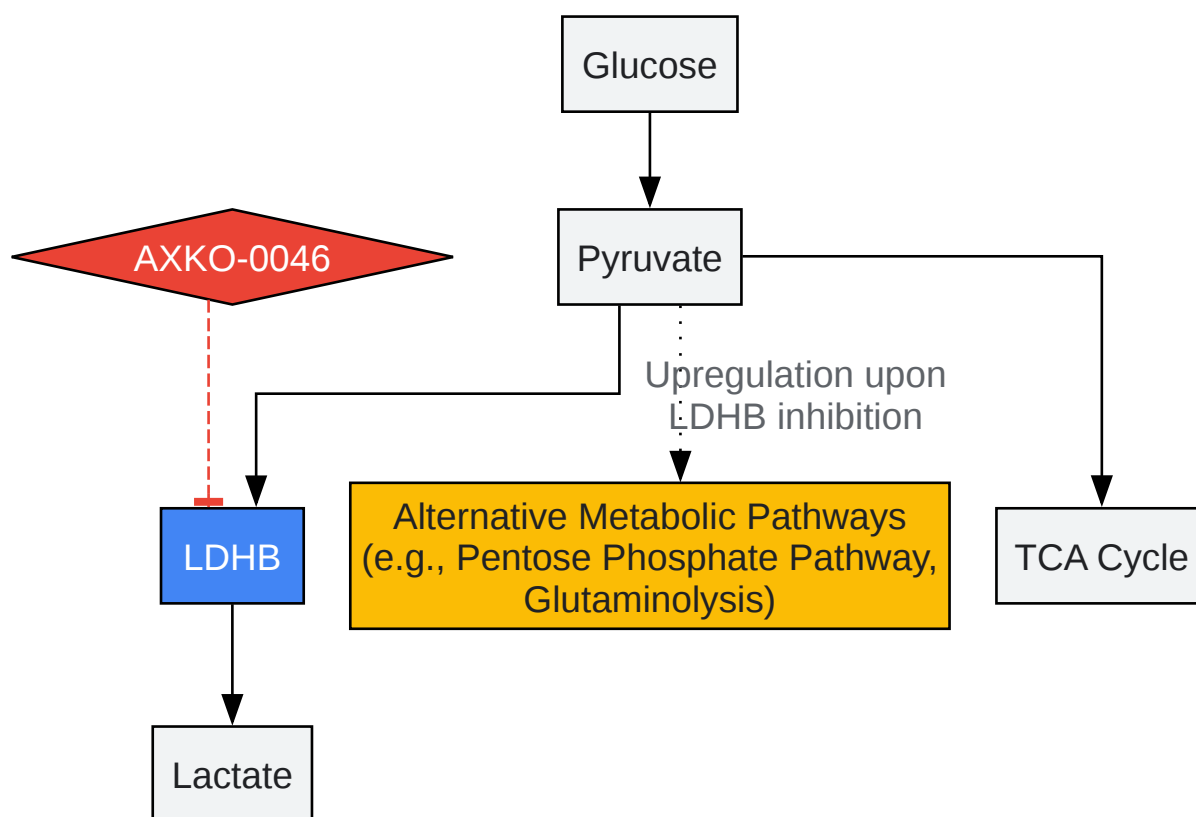 Glucose
AXKO-0046
Pyruvate
Upregulation upon
LDHB inhibition
LDHB
Alternative Metabolic Pathways
(e.g., Pentose Phosphate Pathway,
Glutaminolysis)
TCA Cycle
Lactate